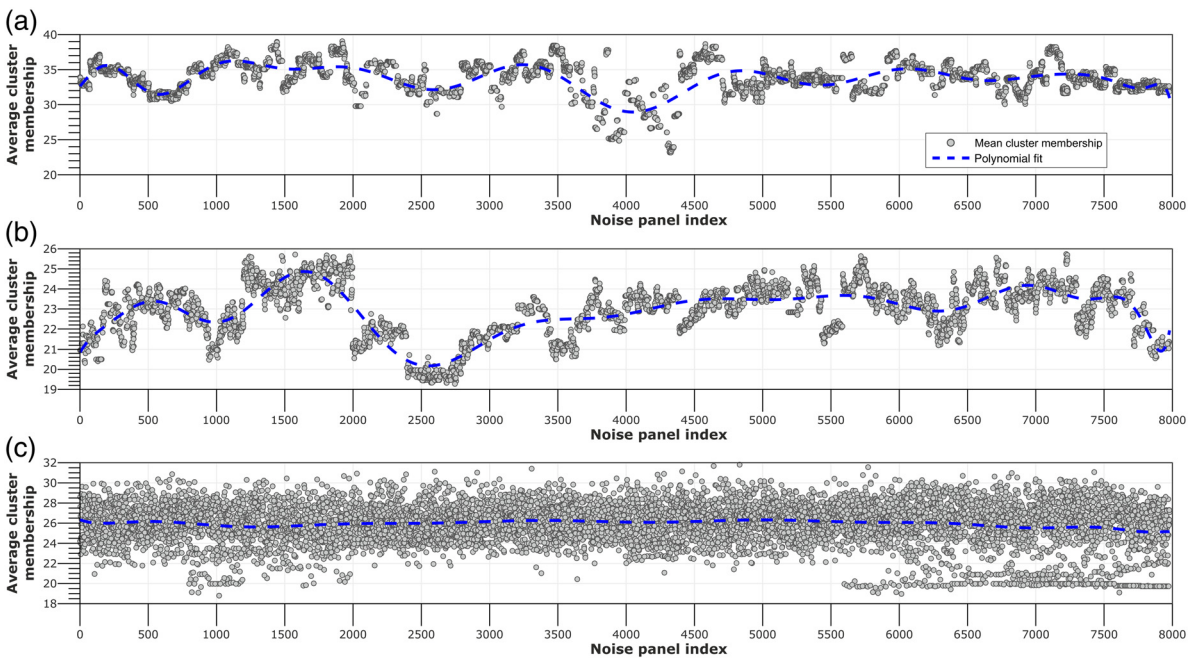 (a)
Average cluster
membership
40
35
30
25
20
0 500 1000 1500 2000 2500 3000 3500 4000 4500 5000 5500 6000 6500 7000 7500 8000
Noise panel index
Mean cluster membership
Polynomial fit
(b)
Average cluster
membership
26
25
24
23
22
21
20
19
0 500 1000 1500 2000 2500 3000 3500 4000 4500 5000 5500 6000 6500 7000 7500 8000
Noise panel index
(c)
Average cluster
membership
32
30
28
26
24
22
20
18
0 500 1000 1500 2000 2500 3000 3500 4000 4500 5000 5500 6000 6500 7000 7500 8000
Noise panel index